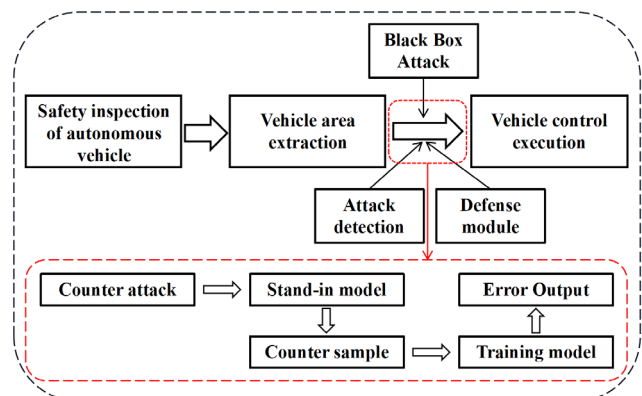 Black Box
Attack
Safety inspection
of autonomous
vehicle
Vehicle area
extraction
Vehicle control
execution
Attack
detection
Defense
module
Counter attack
Stand-in model
Error Output
Counter sample
Training model